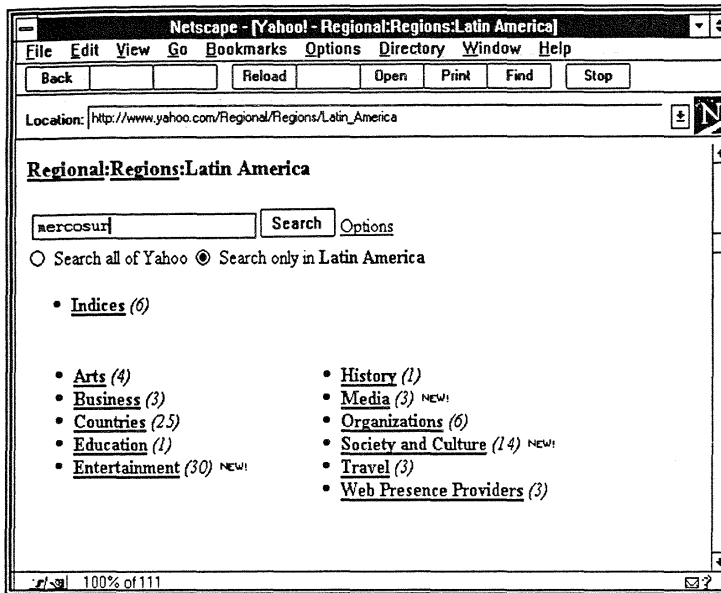 Netscape - [Yahoo! - Regional:Regions:Latin America]
File Edit View Go Bookmarks Options Directory Window Help
Back Reload Open Print Find Stop
Location: http://www.yahoo.com/Regional/Regions/Latin_America N
Regional:Regions:Latin America
mercosur Search Options
Search all of Yahoo Search only in Latin America
• Indices (6)
• Arts (4)
• Business (3)
• Countries (25)
• Education (1)
• Entertainment (30) NEW!
• History (1)
• Media (3) NEW!
• Organizations (6)
• Society and Culture (14) NEW!
• Travel (3)
• Web Presence Providers (3)
100% of 111 ?